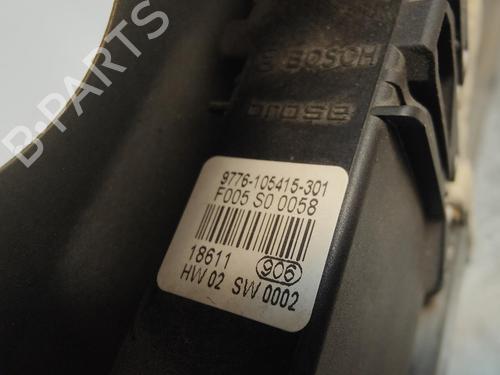 B·PARTS
BOSCH
brose
9776-105415-301
F005 S0 0058
18611 906
HW 02 SW 0002